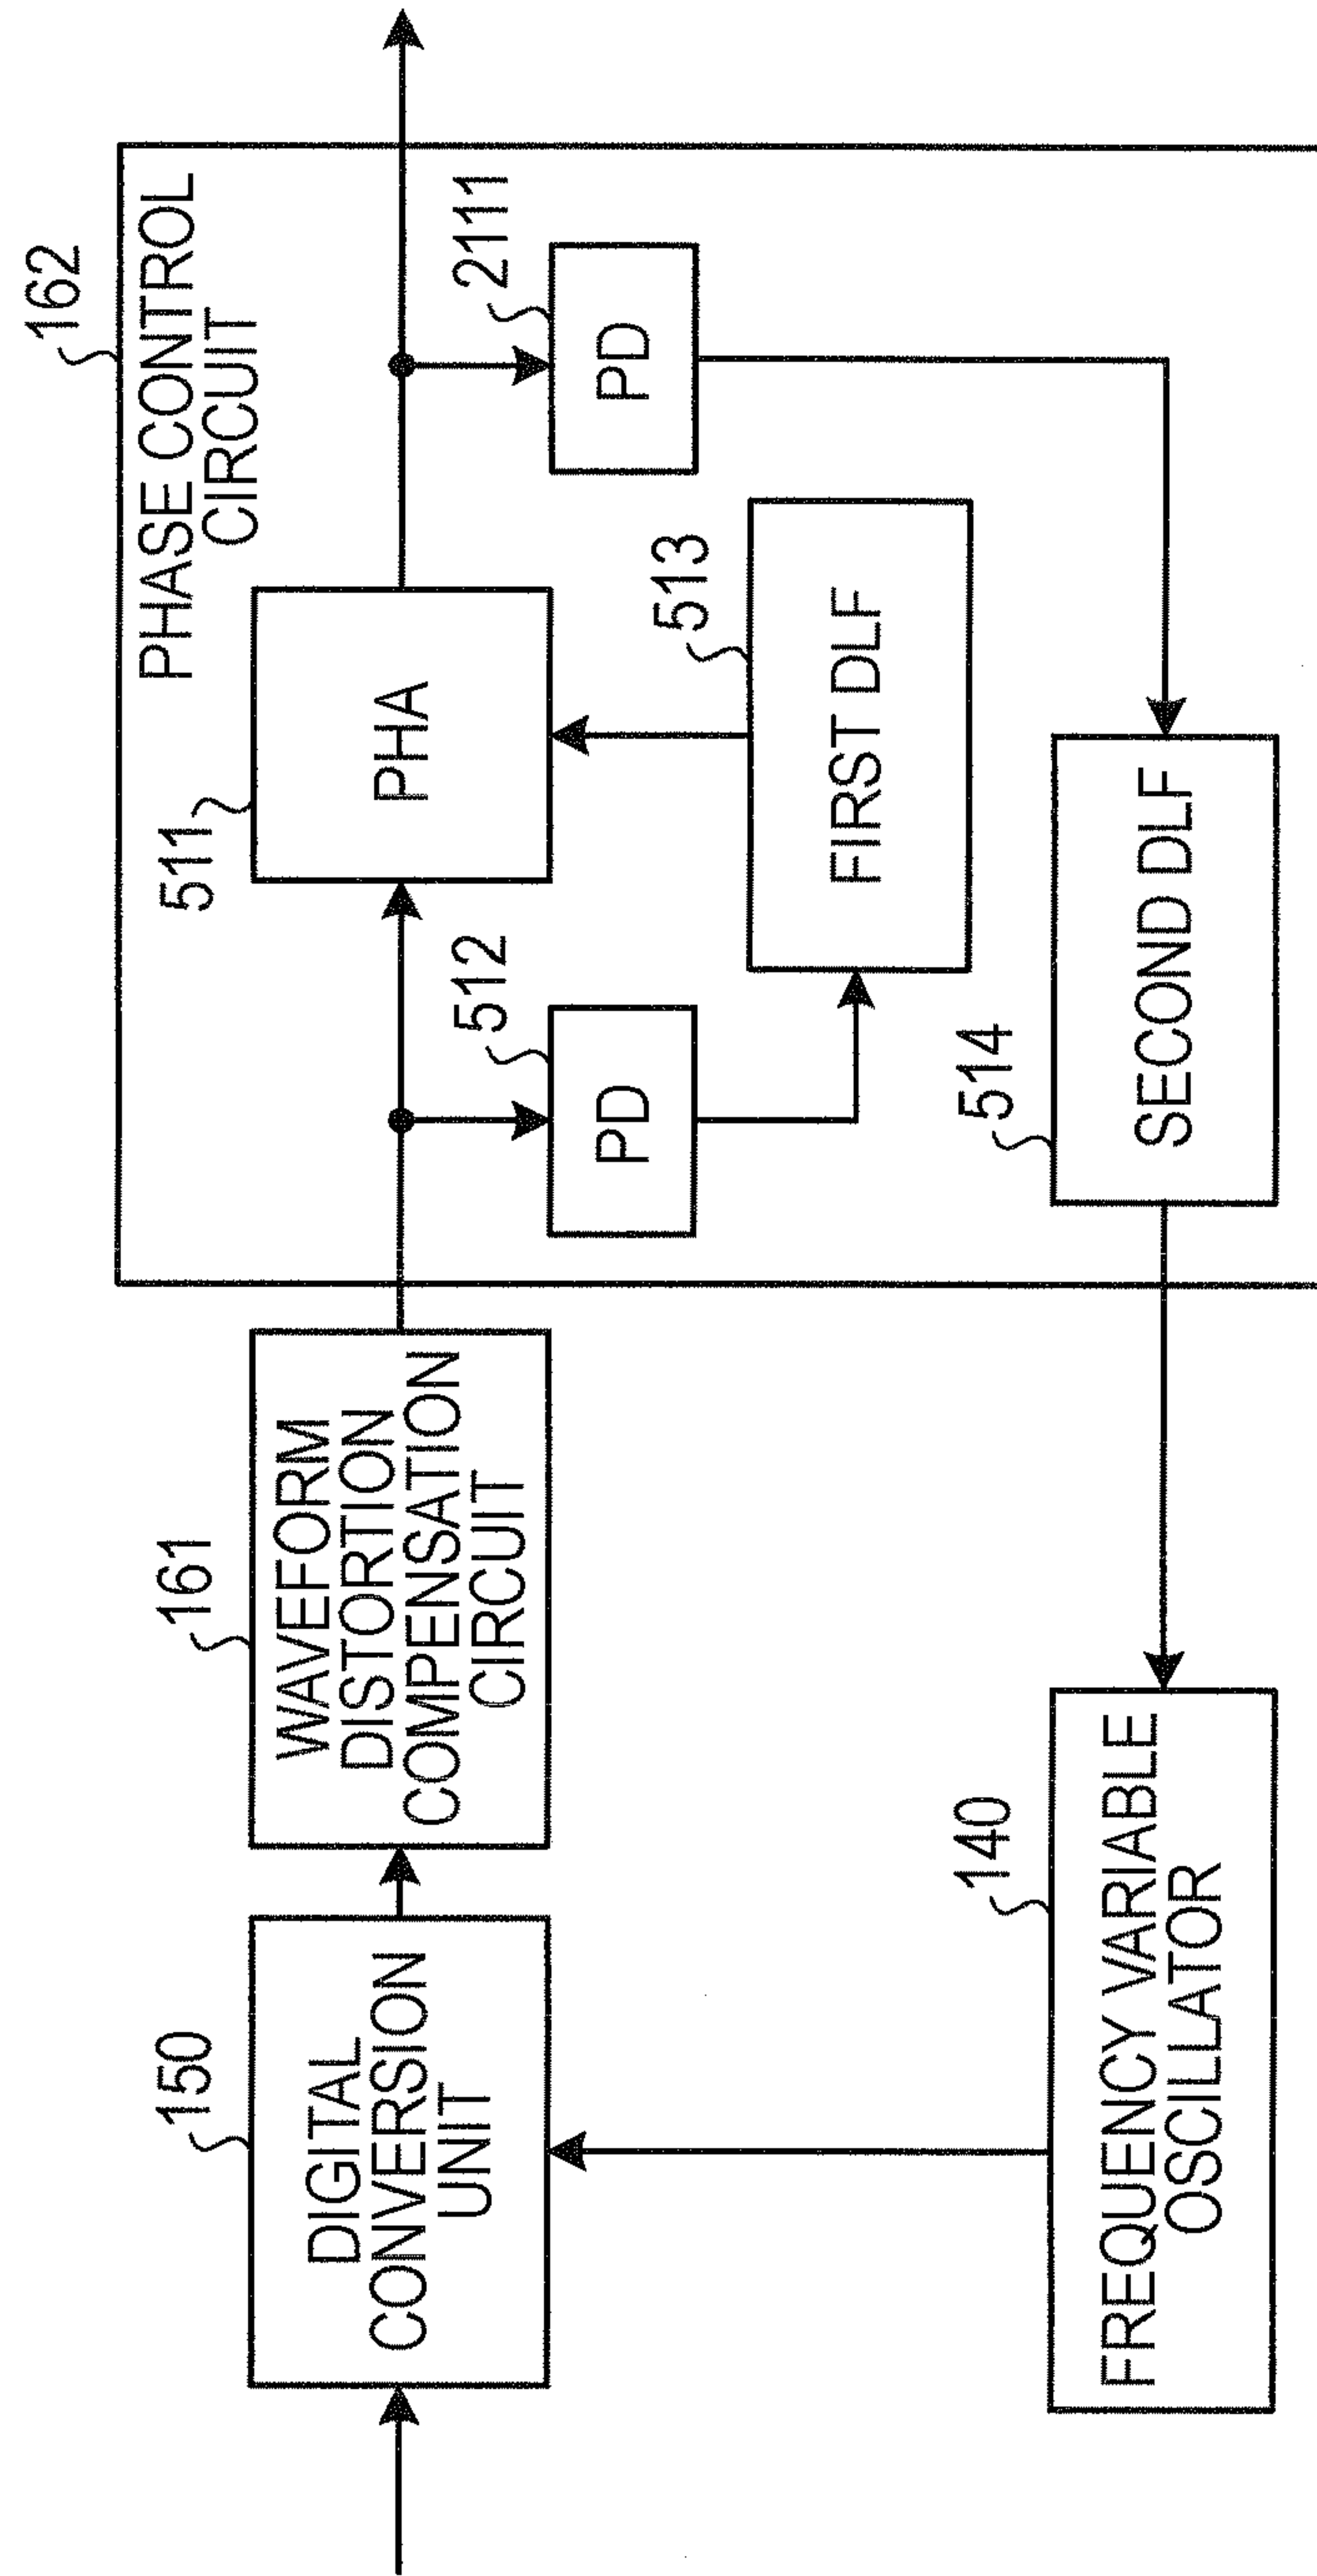 162
PHASE CONTROL
CIRCUIT
150
DIGITAL
CONVERSION
UNIT
161
WAVEFORM
DISTORTION
COMPENSATION
CIRCUIT
511
PHA
512
PD
2111
PD
513
FIRST DLF
140
FREQUENCY VARIABLE
OSCILLATOR
514
SECOND DLF